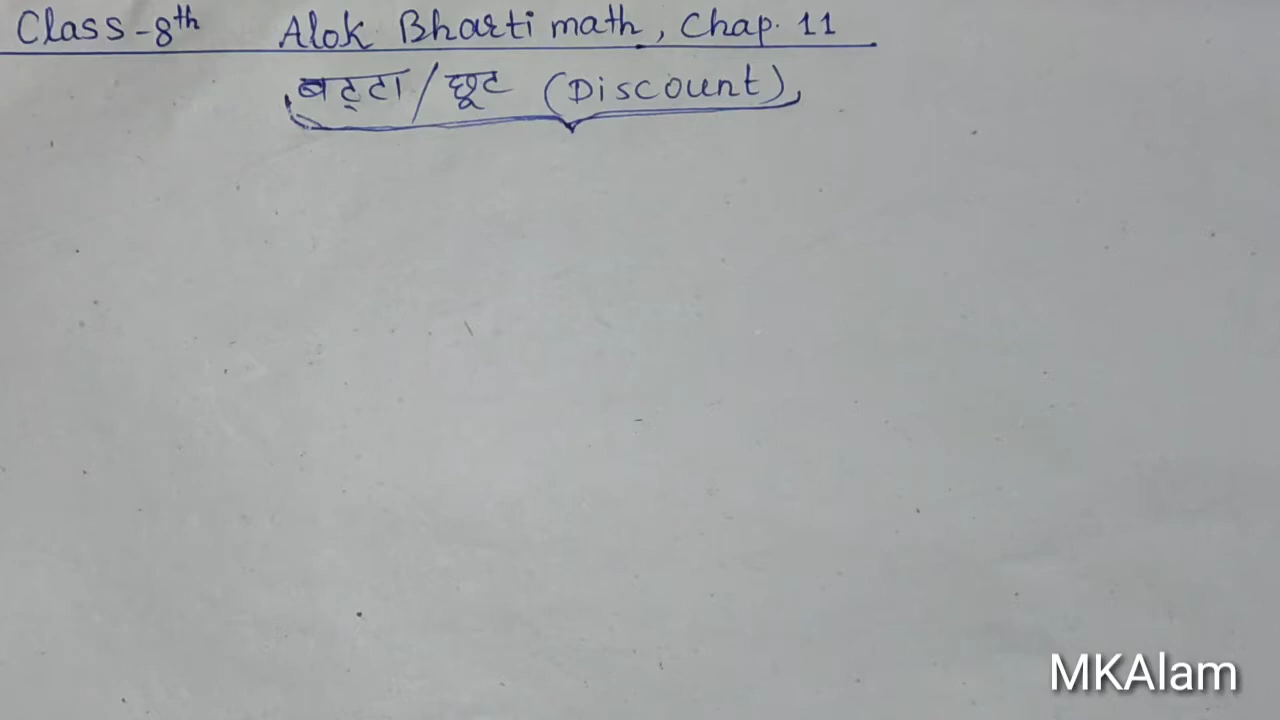 Class-8th Alok Bharti math, Chap. 11
बट्टा/छूट (Discount)
MKAlam